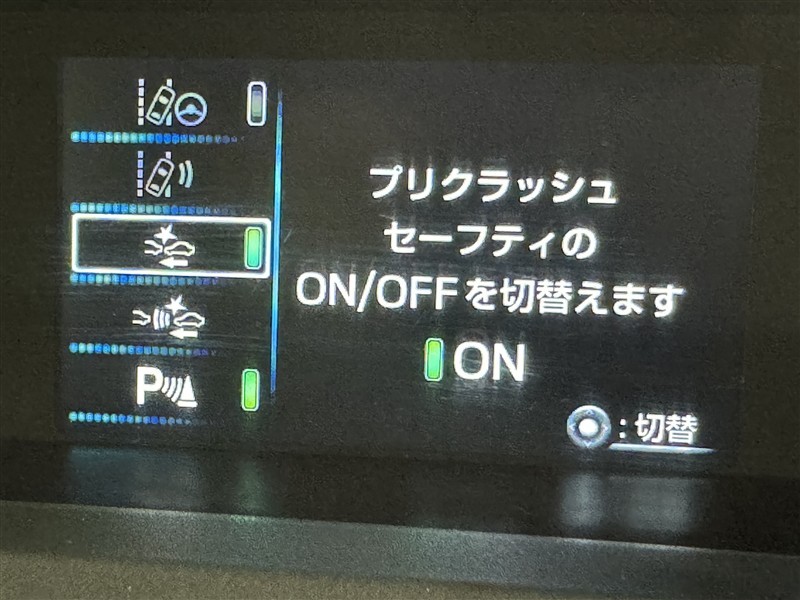 プリクラッシュ
セーフティの
ON/OFFを切替えます
ON
P
:切替